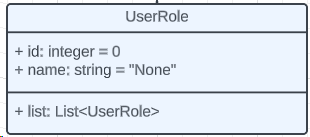 UserRole
+ id: integer = 0
+ name: string = "None"
+ list: List<UserRole>